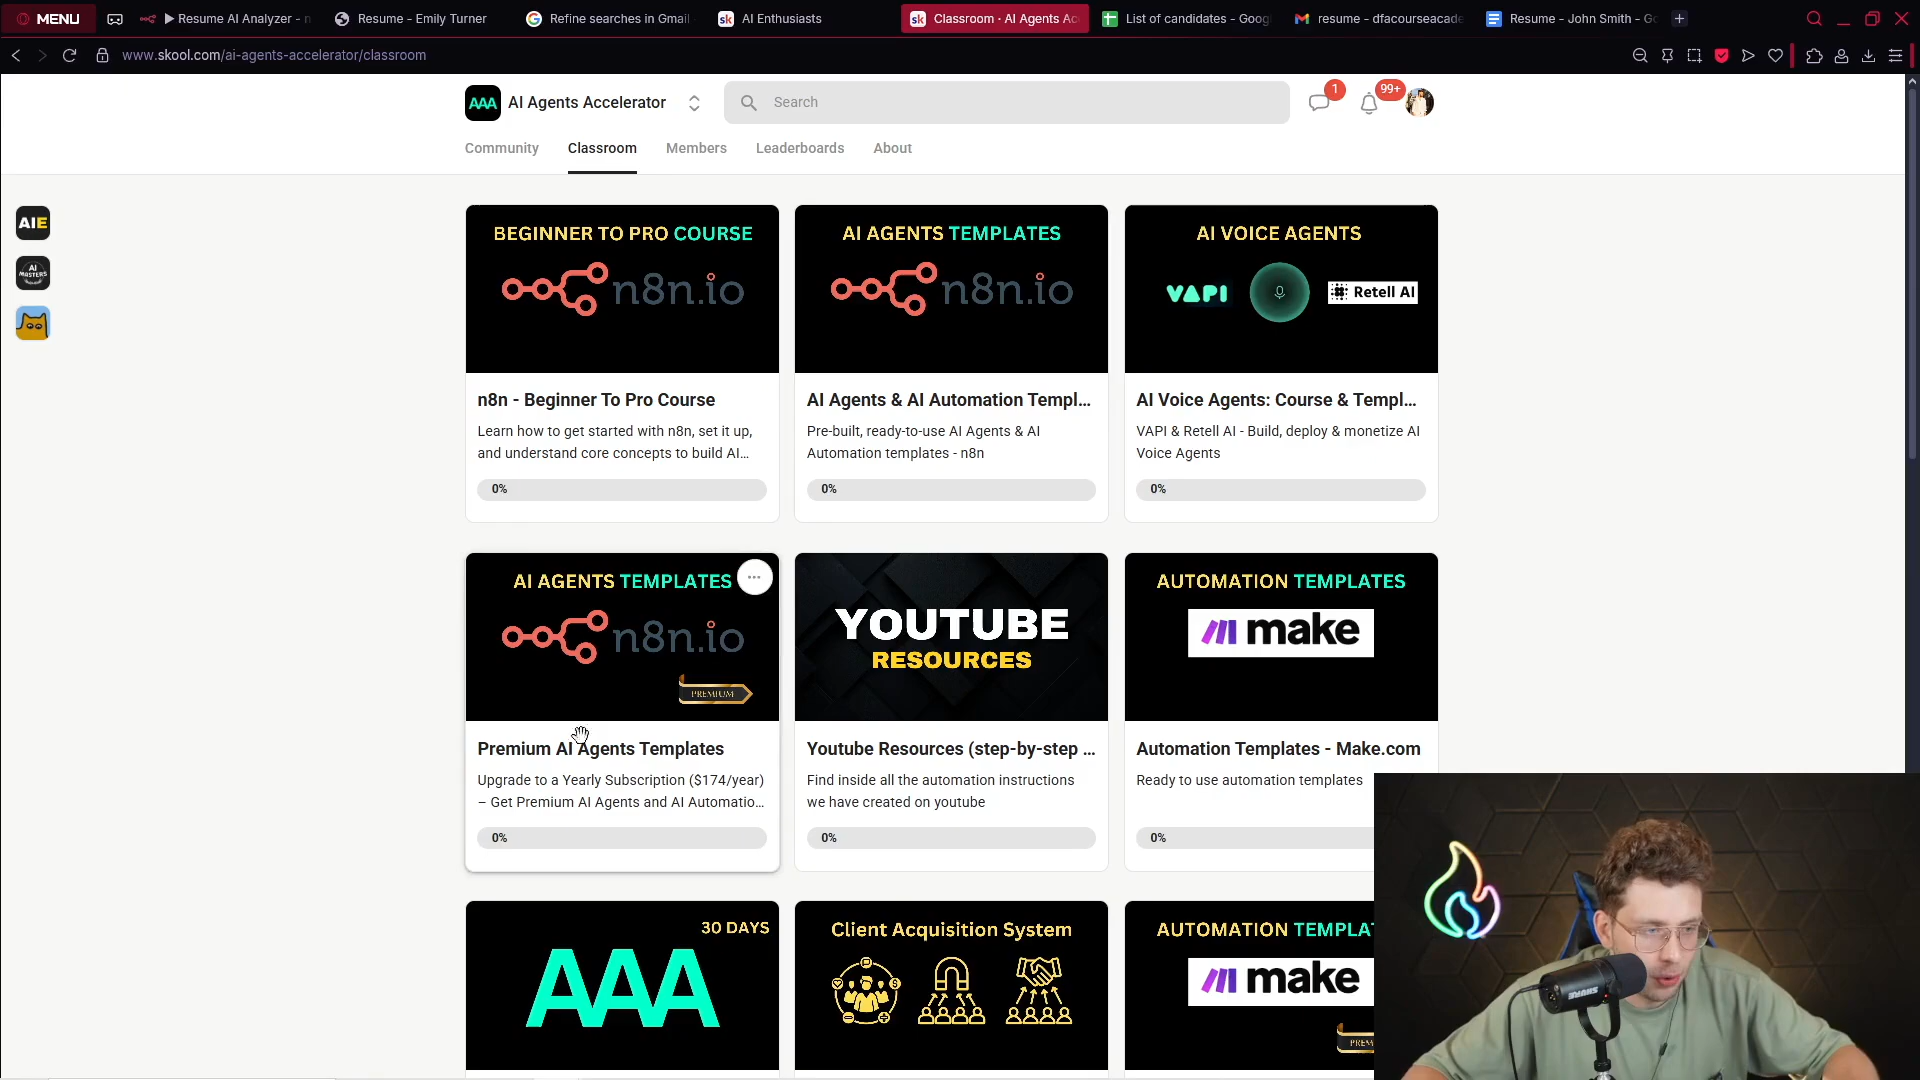 MENU
Resume AI Analyzer - n
Resume - Emily Turner
Refine searches in Gmail
AI Enthusiasts
Classroom · AI Agents Ac
List of candidates - Goog
resume - dfacourseacade
Resume - John Smith - Go
www.skool.com/ai-agents-accelerator/classroom
AAA
AI Agents Accelerator
Search
1
99+
Community
Classroom
Members
Leaderboards
About
AIE
AI
MASTERS
BEGINNER TO PRO COURSE
n8n.io
n8n - Beginner To Pro Course
Learn how to get started with n8n, set it up,
and understand core concepts to build AI...
0%
AI AGENTS TEMPLATES
n8n.io
AI Agents & AI Automation Templ...
Pre-built, ready-to-use AI Agents & AI
Automation templates - n8n
0%
AI VOICE AGENTS
VAPI
Retell AI
AI Voice Agents: Course & Templ...
VAPI & Retell AI - Build, deploy & monetize AI
Voice Agents
0%
AI AGENTS TEMPLATES
n8n.io
PREMIUM
Premium AI Agents Templates
Upgrade to a Yearly Subscription ($174/year)
– Get Premium AI Agents and AI Automatio...
0%
YOUTUBE
RESOURCES
Youtube Resources (step-by-step ...
Find inside all the automation instructions
we have created on youtube
0%
AUTOMATION TEMPLATES
make
Automation Templates - Make.com
Ready to use automation templates
0%
30 DAYS
AAA
Client Acquisition System
AUTOMATION TEMPLA
make
PREM
SHURE